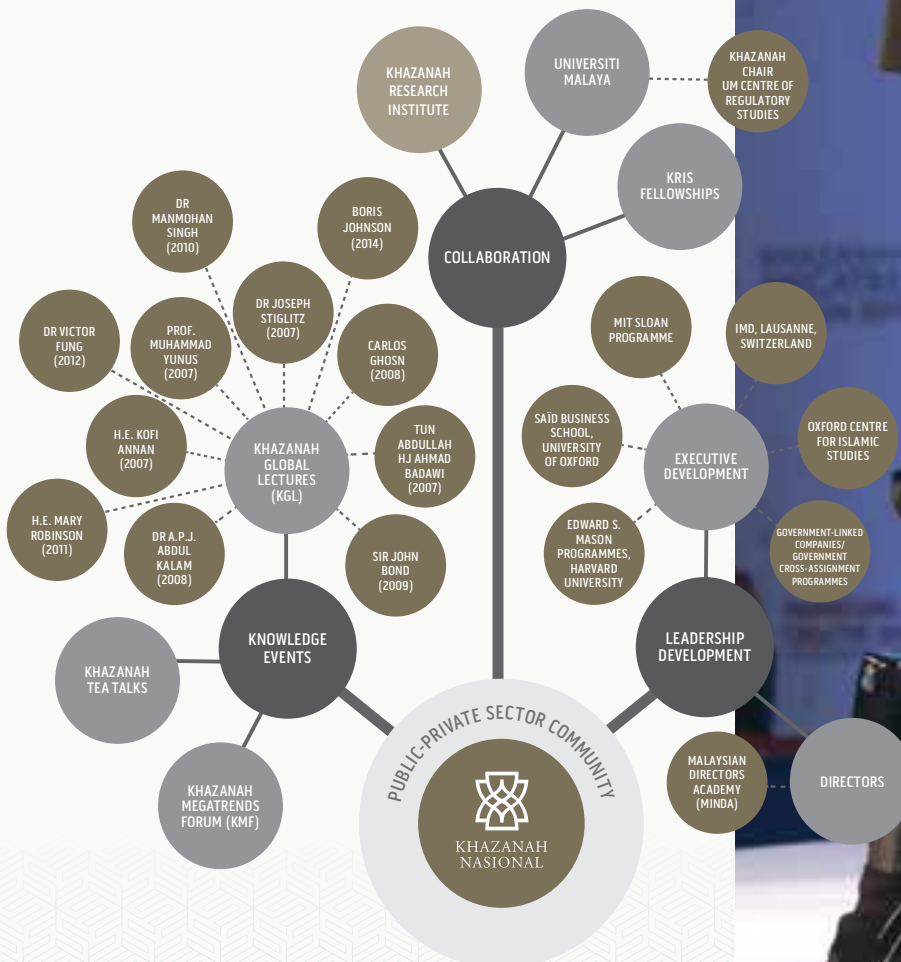 KHAZANAH
RESEARCH
INSTITUTE
UNIVERSITI
MALAYA
KHAZANAH
CHAIR
UM CENTRE OF
REGULATORY
STUDIES
KRIS
FELLOWSHIPS
COLLABORATION
DR
MANMOHAN
SINGH
(2010)
BORIS
JOHNSON
(2014)
DR VICTOR
FUNG
(2012)
PROF.
MUHAMMAD
YUNUS
(2007)
DR JOSEPH
STIGLITZ
(2007)
CARLOS
GHOSN
(2008)
H.E. KOFI
ANNAN
(2007)
KHAZANAH
GLOBAL
LECTURES
(KGL)
TUN
ABDULLAH
HJ AHMAD
BADAWI
(2007)
H.E. MARY
ROBINSON
(2011)
DR A.P.J.
ABDUL
KALAM
(2008)
SIR JOHN
BOND
(2009)
MIT SLOAN
PROGRAMME
IMD, LAUSANNE,
SWITZERLAND
SAÏD BUSINESS
SCHOOL,
UNIVERSITY
OF OXFORD
EXECUTIVE
DEVELOPMENT
OXFORD CENTRE
FOR ISLAMIC
STUDIES
EDWARD S.
MASON
PROGRAMMES,
HARVARD
UNIVERSITY
GOVERNMENT-LINKED
COMPANIES/
GOVERNMENT
CROSS-ASSIGNMENT
PROGRAMMES
KNOWLEDGE
EVENTS
LEADERSHIP
DEVELOPMENT
KHAZANAH
TEA TALKS
KHAZANAH
MEGATRENDS
FORUM (KMF)
PUBLIC-PRIVATE SECTOR COMMUNITY
KHAZANAH
NASIONAL
MALAYSIAN
DIRECTORS
ACADEMY
(MINDA)
DIRECTORS